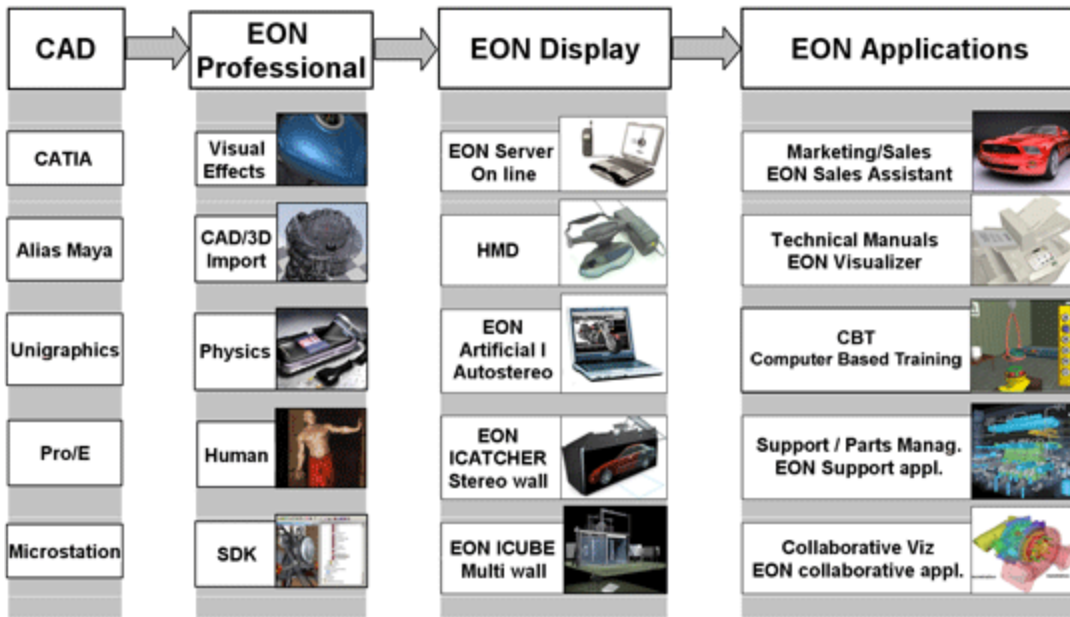 CAD
EON
Professional
EON Display
EON Applications
CATIA
Visual
Effects
EON Server
On line
Marketing/Sales
EON Sales Assistant
Alias Maya
CAD/3D
Import
HMD
Technical Manuals
EON Visualizer
Unigraphics
Physics
EON
Artificial I
Autostereo
CBT
Computer Based Training
Pro/E
Human
EON
ICATCHER
Stereo wall
Support / Parts Manag.
EON Support appl.
Microstation
SDK
EON ICUBE
Multi wall
Collaborative Viz
EON collaborative appl.